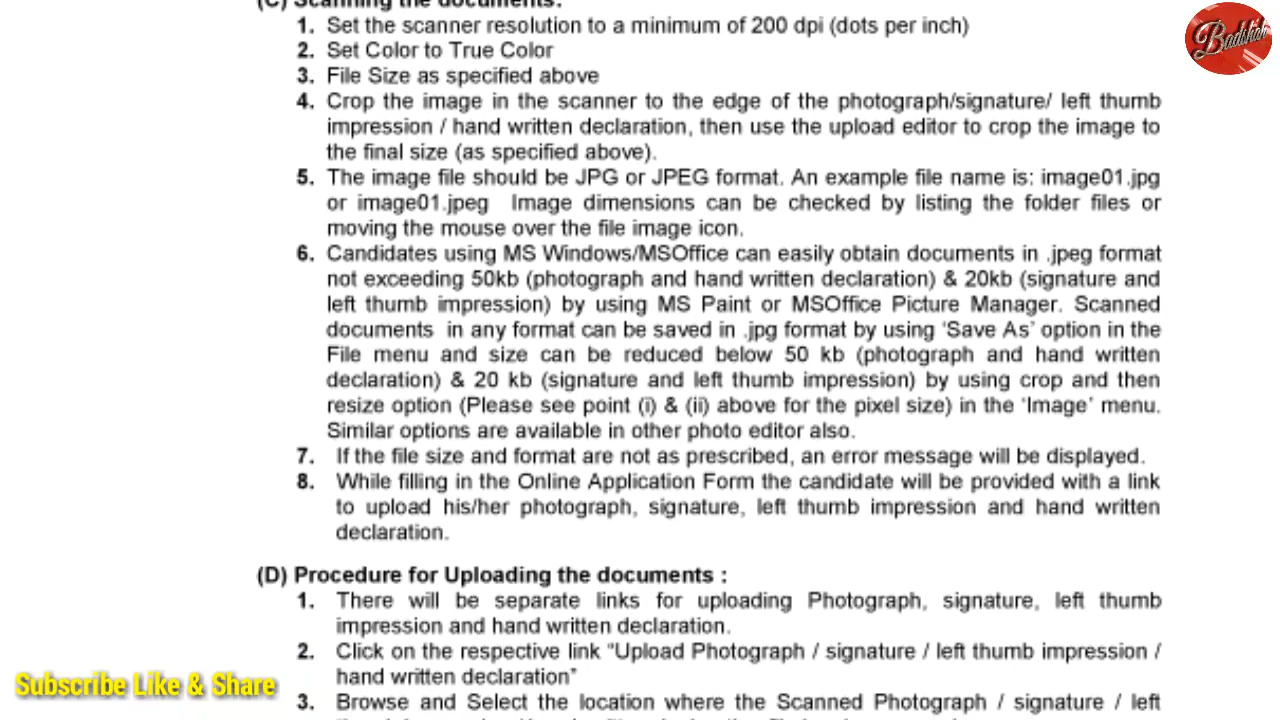 (C) Scanning the documents:
1. Set the scanner resolution to a minimum of 200 dpi (dots per inch)
2. Set Color to True Color
3. File Size as specified above
4. Crop the image in the scanner to the edge of the photograph/signature/ left thumb
impression / hand written declaration, then use the upload editor to crop the image to
the final size (as specified above).
5. The image file should be JPG or JPEG format. An example file name is: image01.jpg
or image01.jpeg Image dimensions can be checked by listing the folder files or
moving the mouse over the file image icon.
6. Candidates using MS Windows/MSOffice can easily obtain documents in .jpeg format
not exceeding 50kb (photograph and hand written declaration) & 20kb (signature and
left thumb impression) by using MS Paint or MSOffice Picture Manager. Scanned
documents in any format can be saved in .jpg format by using ‘Save As’ option in the
File menu and size can be reduced below 50 kb (photograph and hand written
declaration) & 20 kb (signature and left thumb impression) by using crop and then
resize option (Please see point (i) & (ii) above for the pixel size) in the ‘Image’ menu.
Similar options are available in other photo editor also.
7. If the file size and format are not as prescribed, an error message will be displayed.
8. While filling in the Online Application Form the candidate will be provided with a link
to upload his/her photograph, signature, left thumb impression and hand written
declaration.
(D) Procedure for Uploading the documents :
1. There will be separate links for uploading Photograph, signature, left thumb
impression and hand written declaration.
2. Click on the respective link “Upload Photograph / signature / left thumb impression /
hand written declaration”
3. Browse and Select the location where the Scanned Photograph / signature / left
Badshah
Subscribe Like & Share